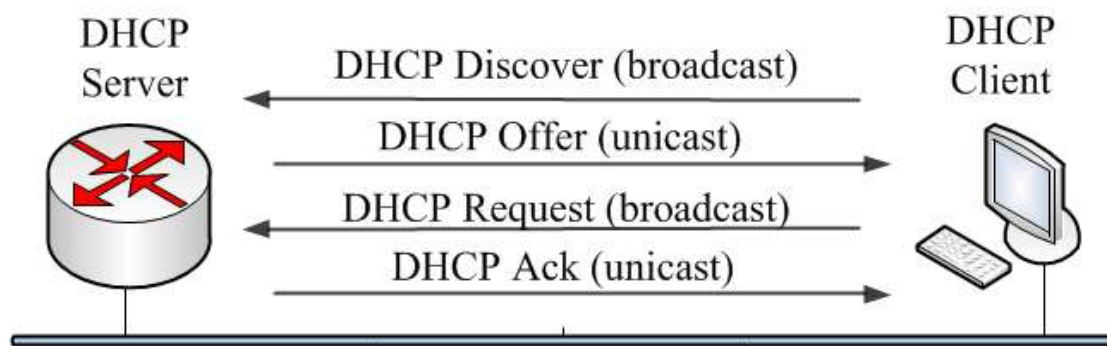 DHCP
Server
DHCP
Client
DHCP Discover (broadcast)
DHCP Offer (unicast)
DHCP Request (broadcast)
DHCP Ack (unicast)